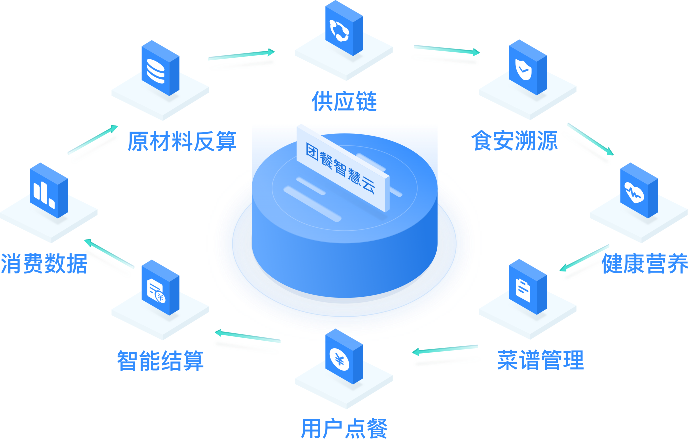 供应链
原材料反算
食安溯源
团餐智慧云
消费数据
健康营养
智能结算
菜谱管理
用户点餐